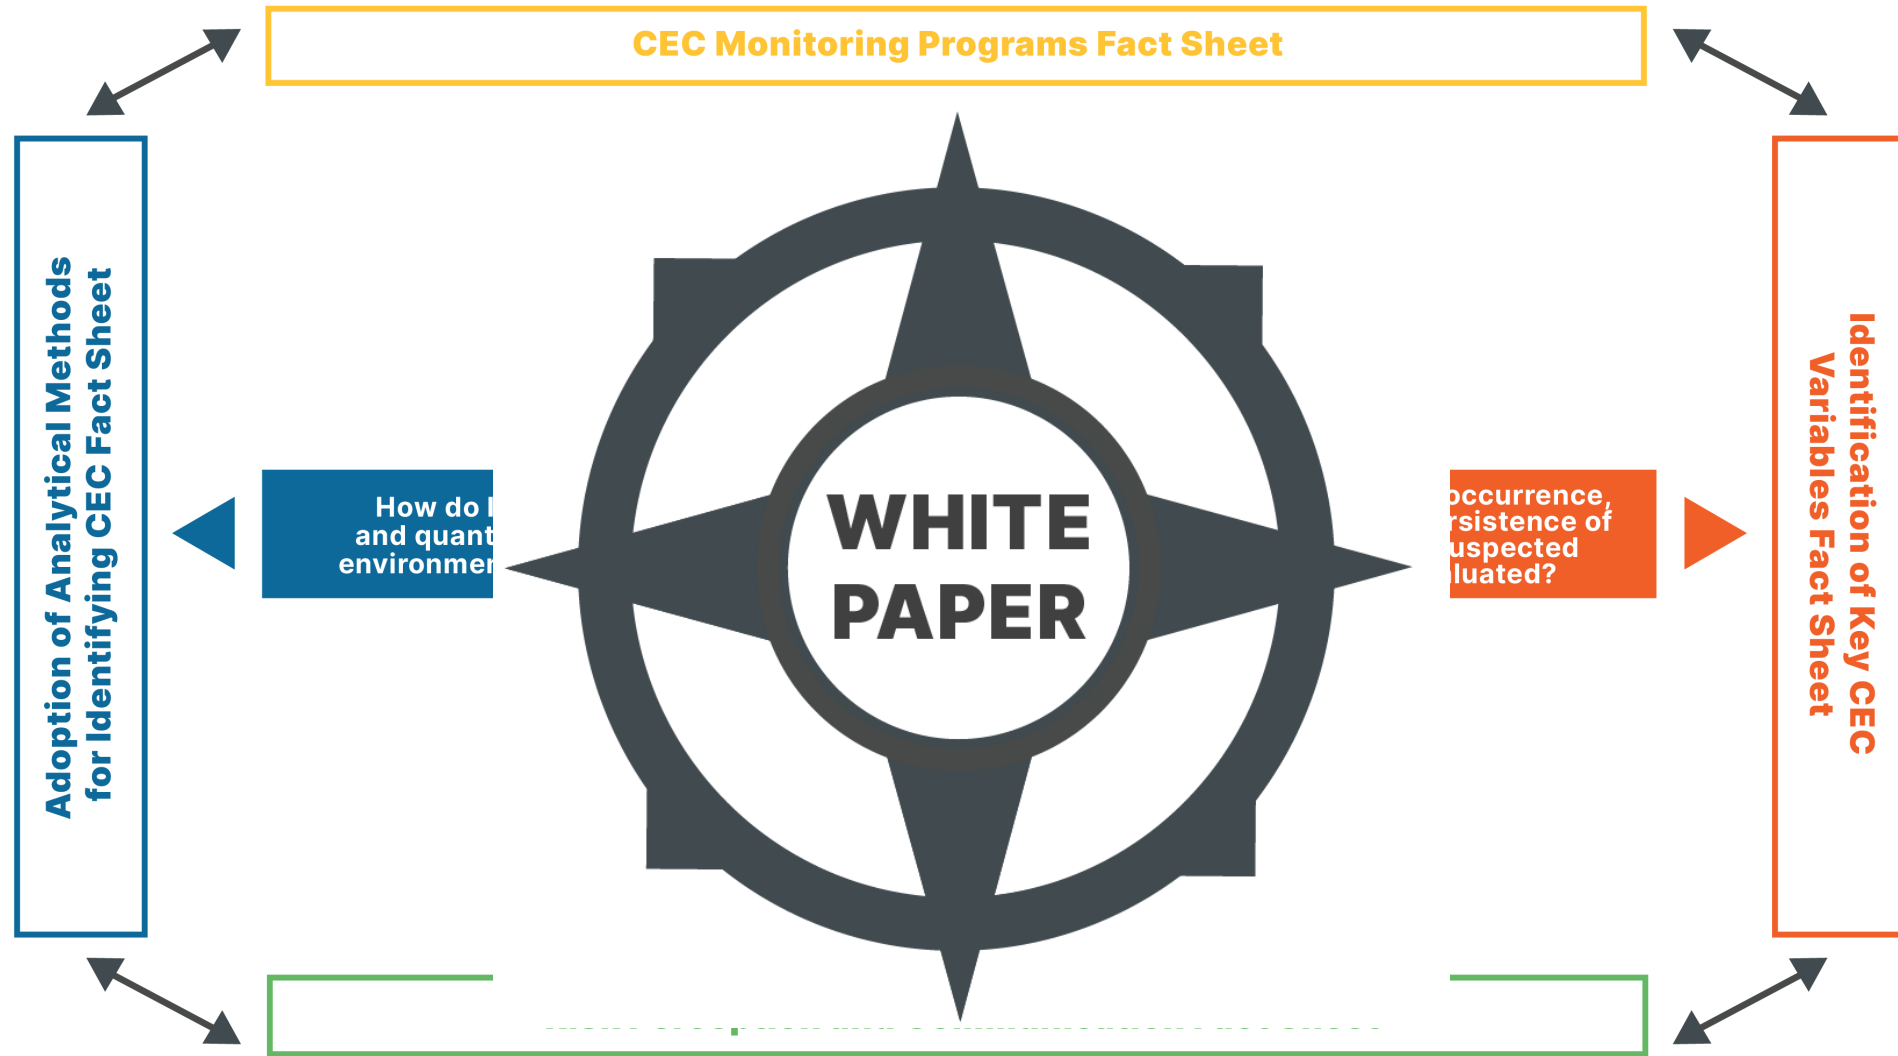 CEC Monitoring Programs Fact Sheet
Adoption of Analytical Methods
for Identifying CEC Fact Sheet
How do I
and quant
environmer
WHITE
PAPER
occurrence,
rsistence of
uspected
luated?
Identification of Key CEC
Variables Fact Sheet